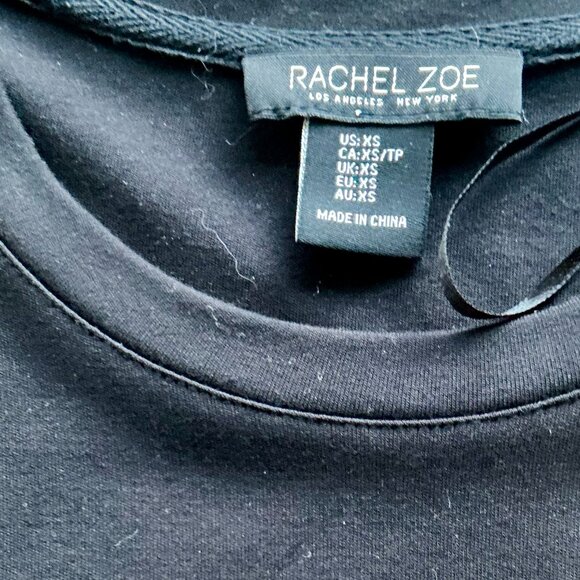 RACHEL ZOE
LOS ANGELES NEW YORK
US:XS
CA:XS/TP
UK:XS
EU:XS
AU:XS
MADE IN CHINA